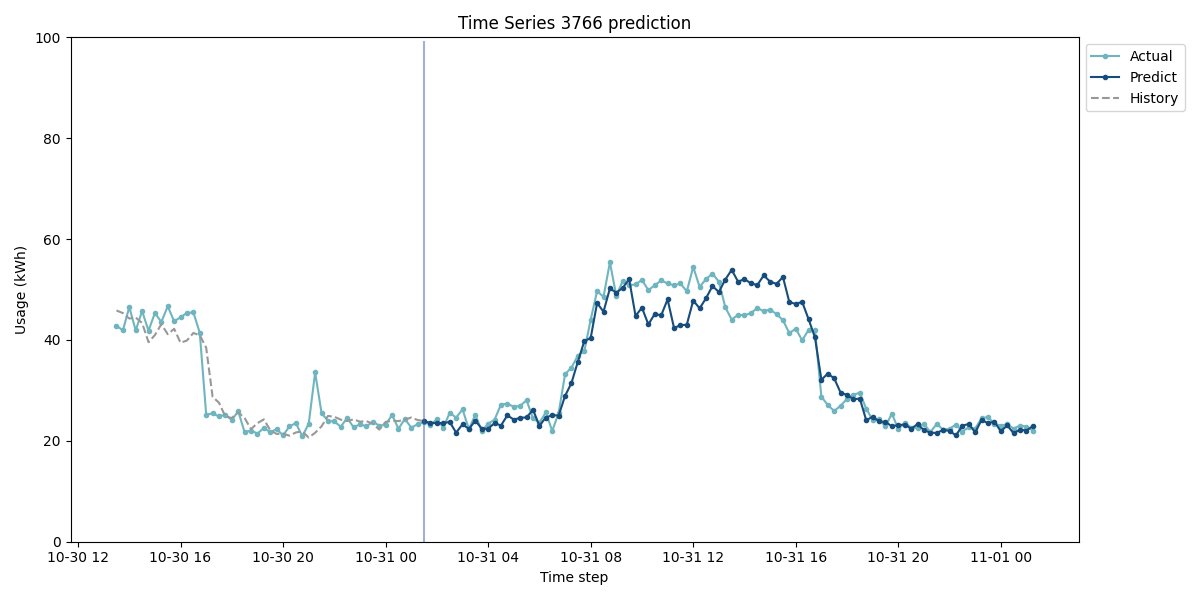 Time Series 3766 prediction
Actual
Predict
History
Usage (kWh)
100
80
60
40
20
0
10-30 12
10-30 16
10-30 20
10-31 00
10-31 04
10-31 08
10-31 12
10-31 16
10-31 20
11-01 00
Time step